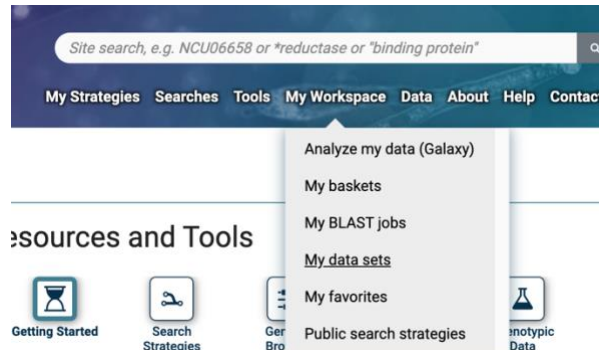 Site search, e.g. NCU06658 or *reductase or "binding protein"
My Strategies Searches Tools My Workspace Data About Help Contac
Analyze my data (Galaxy)
My baskets
My BLAST jobs
My data sets
My favorites
Public search strategies
esources and Tools
Getting Started
Search
Strategies
Gen
Bro
enotypic
Data